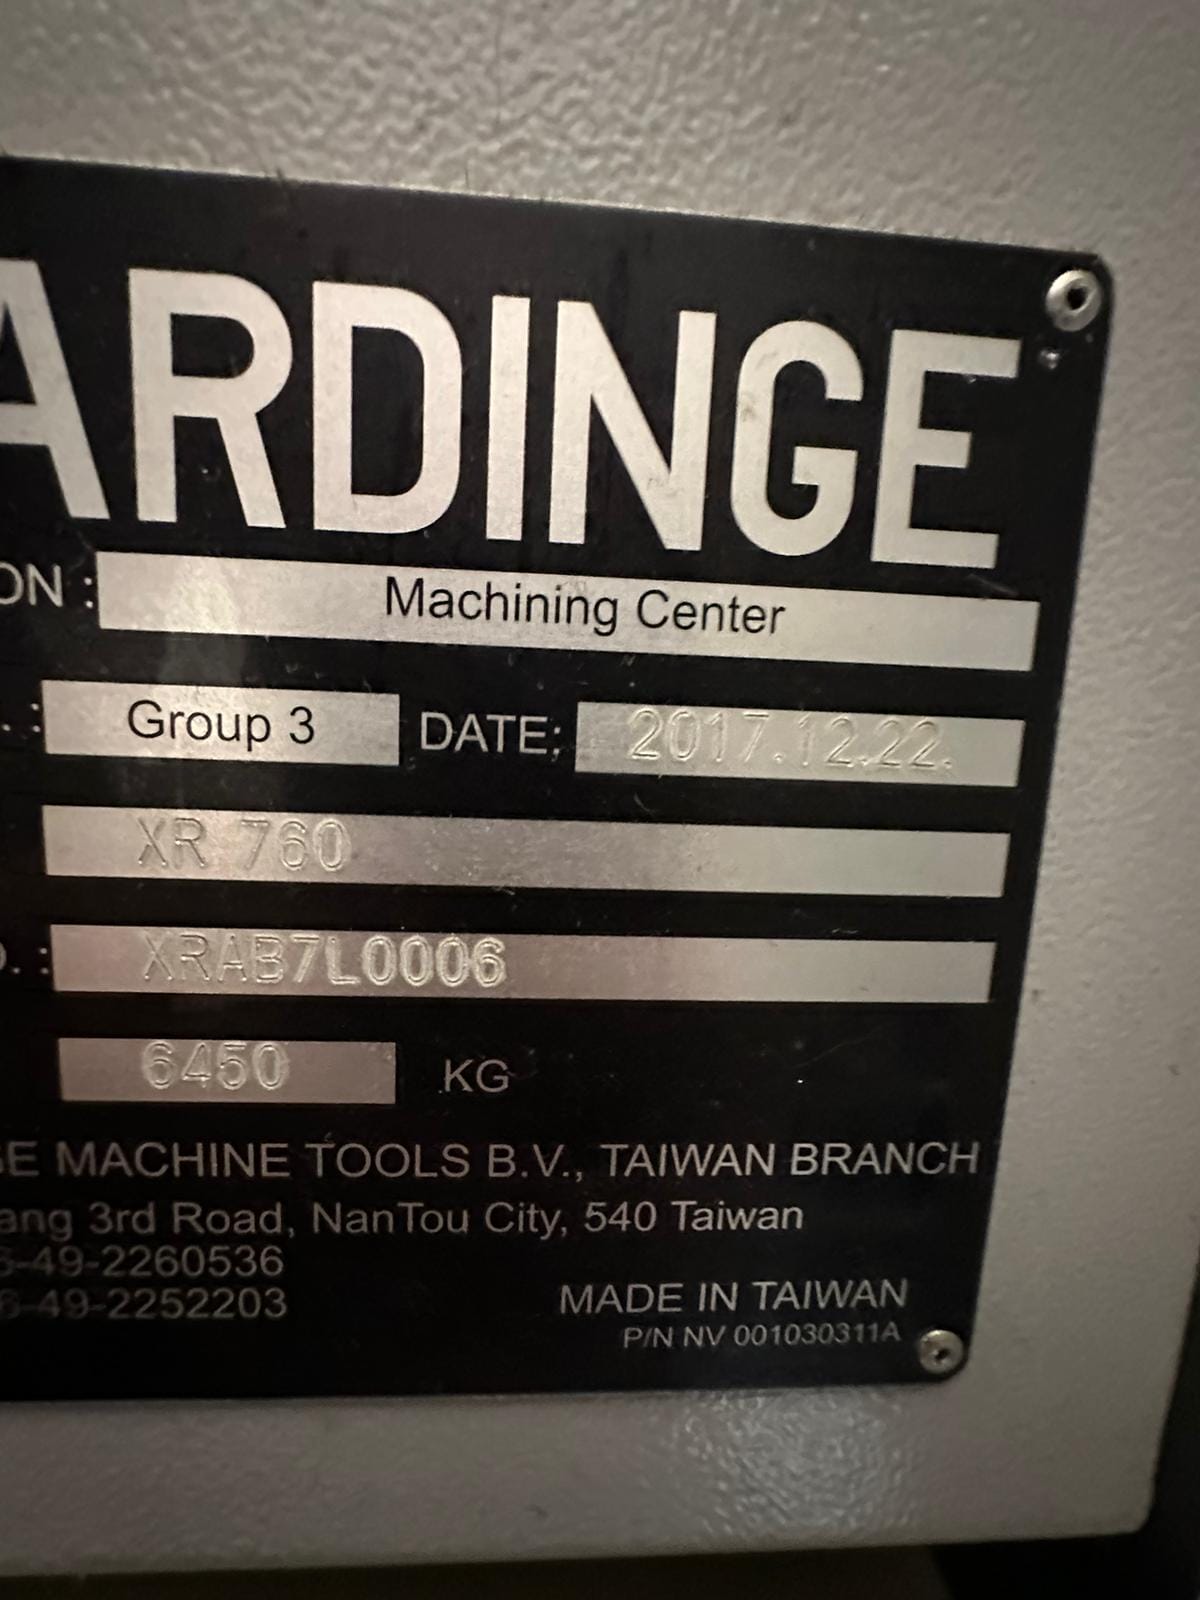 ARDINGE
ON : Machining Center
. : Group 3 DATE: 2017.12.22.
XR 760
. : XRAB7L0006
6450 KG
GE MACHINE TOOLS B.V., TAIWAN BRANCH
ang 3rd Road, NanTou City, 540 Taiwan
6-49-2260536
6-49-2252203
MADE IN TAIWAN
P/N NV 001030311A